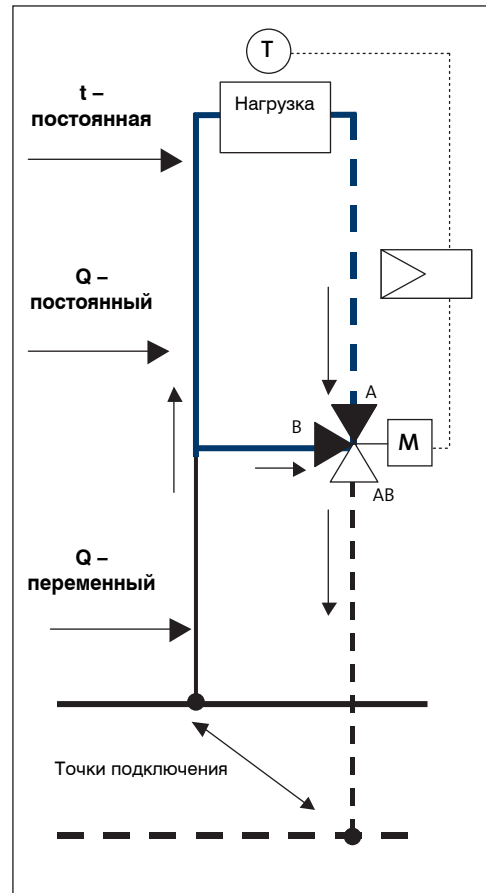 T
t –
постоянная
Нагрузка
Q –
постоянный
A
B
M
AB
Q –
переменный
Точки подключения